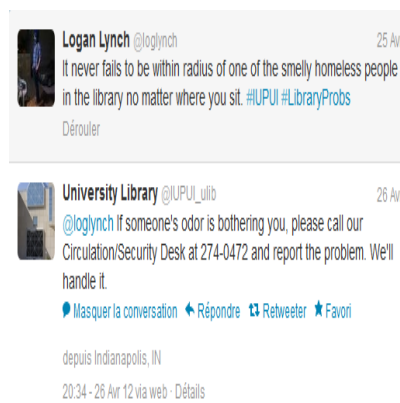 Logan Lynch @loglynch 25 Av
It never fails to be within radius of one of the smelly homeless people
in the library no matter where you sit. #IUPUI #LibraryProbs
Dérouler
University Library @IUPUI_ulib 26 Av
@loglynch If someone's odor is bothering you, please call our
Circulation/Security Desk at 274-0472 and report the problem. We'll
handle it.
Masquer la conversation Répondre Retweeter Favori
depuis Indianapolis, IN
20:34 - 26 Avr 12 via web · Détails